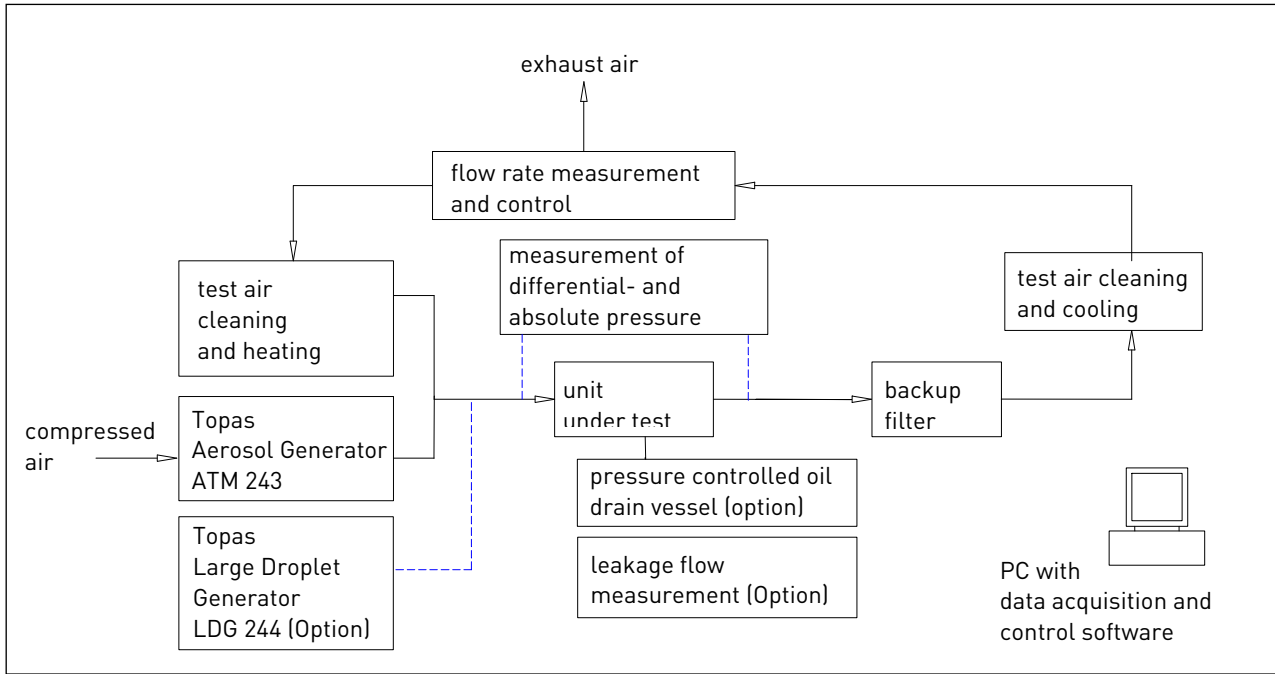 exhaust air
flow rate measurement
and control
measurement of
differential- and
absolute pressure
test air cleaning
and cooling
test air
cleaning
and heating
unit
under test
backup
filter
compressed
air
Topas
Aerosol Generator
ATM 243
pressure controlled oil
drain vessel (option)
Topas
Large Droplet
Generator
LDG 244 (Option)
leakage flow
measurement (Option)
PC with
data acquisition and
control software